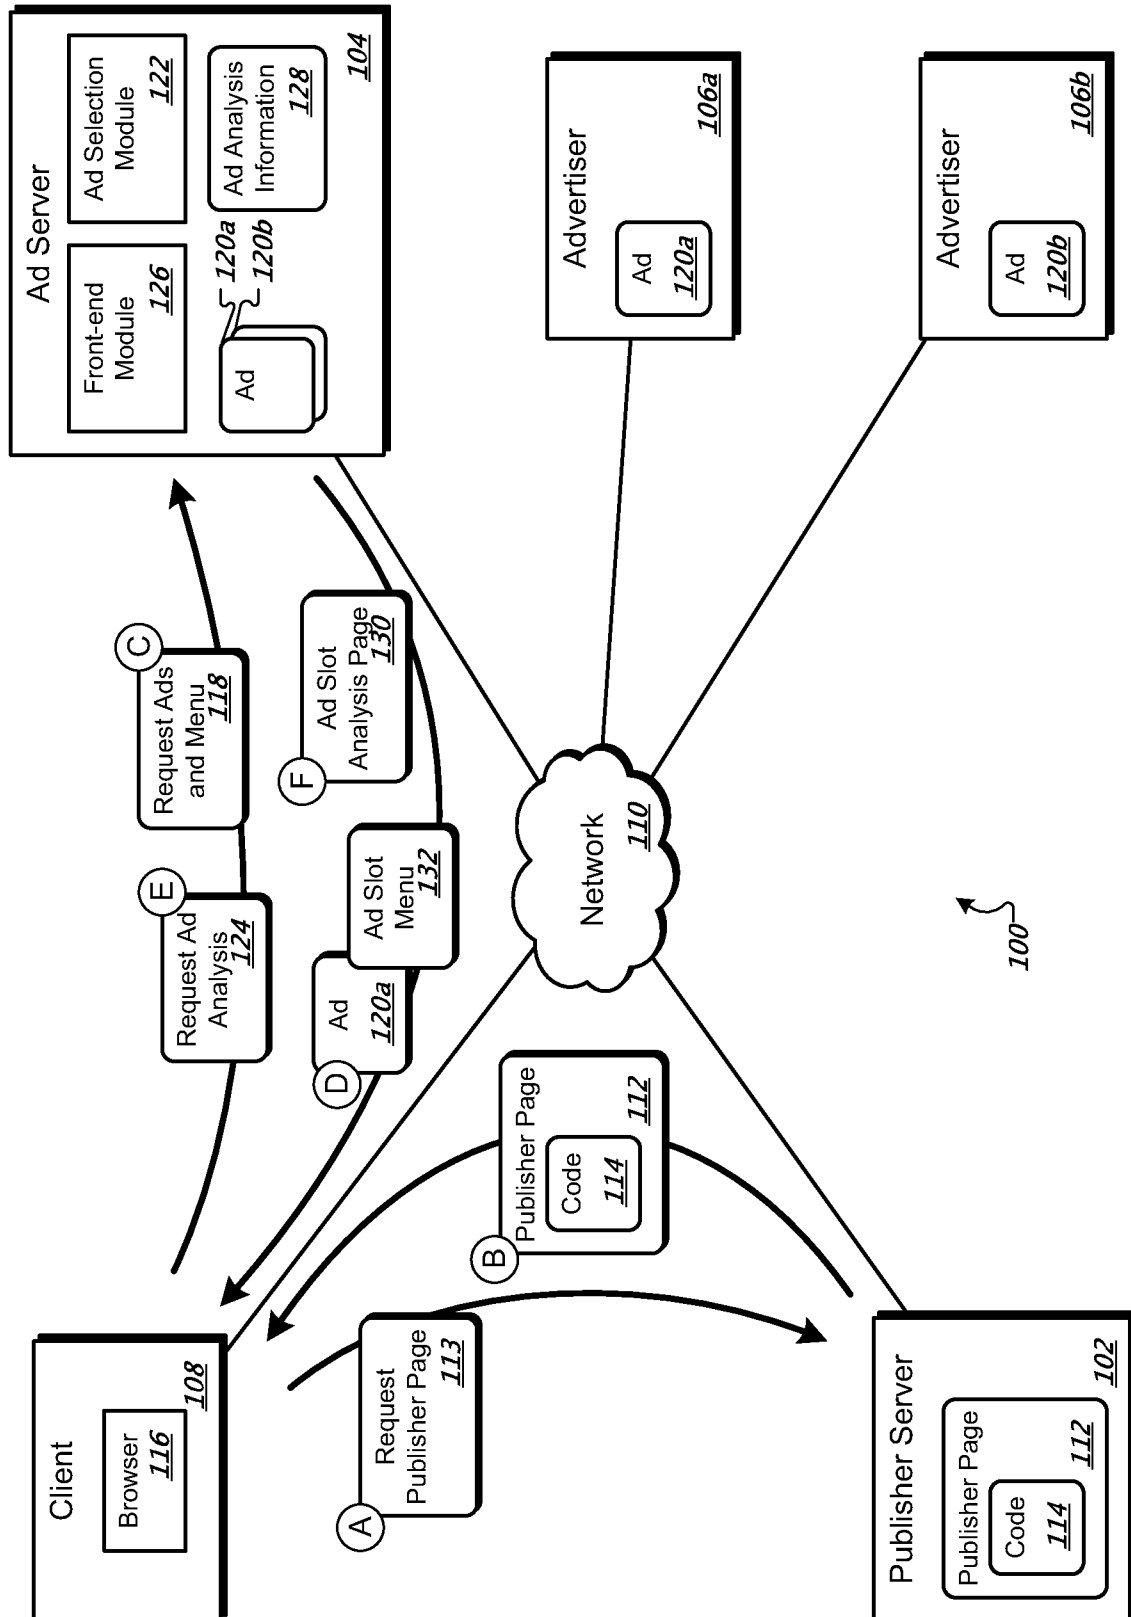 Client
Browser
116
108
A
Request
Publisher Page
113
Publisher Server
Publisher Page
Code
114
112
102
B
Publisher Page
Code
114
112
E
Request Ad
Analysis
124
C
Request Ads
and Menu
118
D
Ad
120a
Ad Slot
Menu
132
F
Ad Slot
Analysis Page
130
Network
110
100
Ad Server
Front-end
Module
126
Ad Selection
Module
122
Ad
120a
120b
Ad Analysis
Information
128
104
Advertiser
Ad
120a
106a
Advertiser
Ad
120b
106b